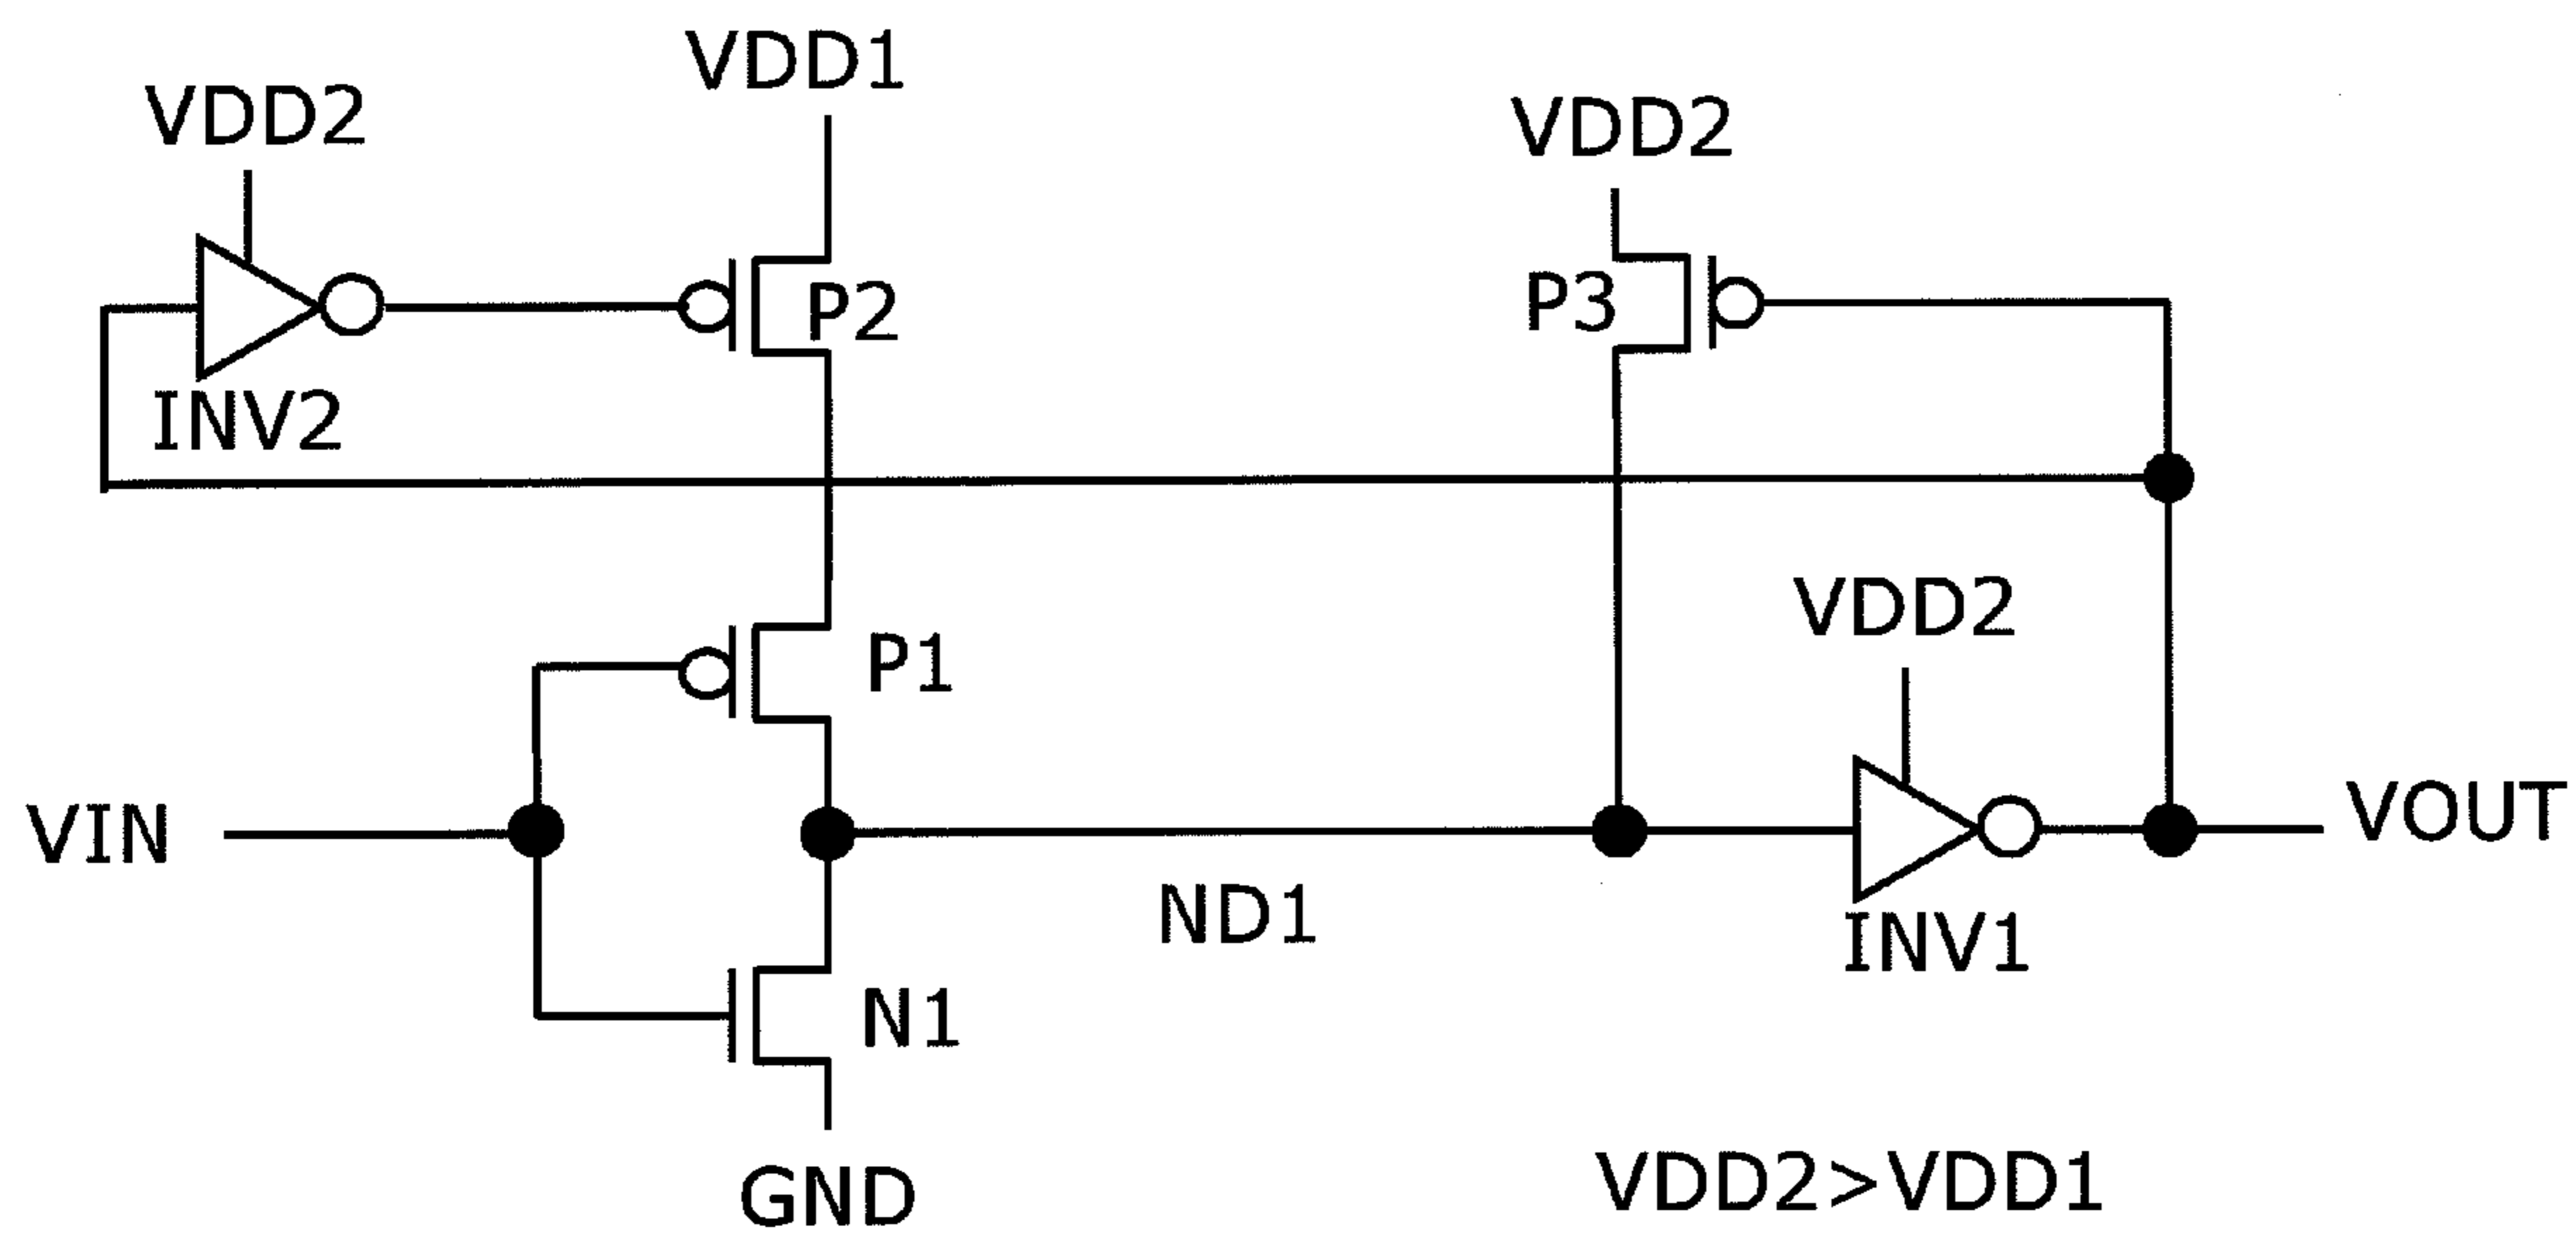 VDD1
VDD2
VDD2
P2
P3
INV2
VDD2
P1
VIN
VOUT
ND1
INV1
N1
GND
VDD2>VDD1